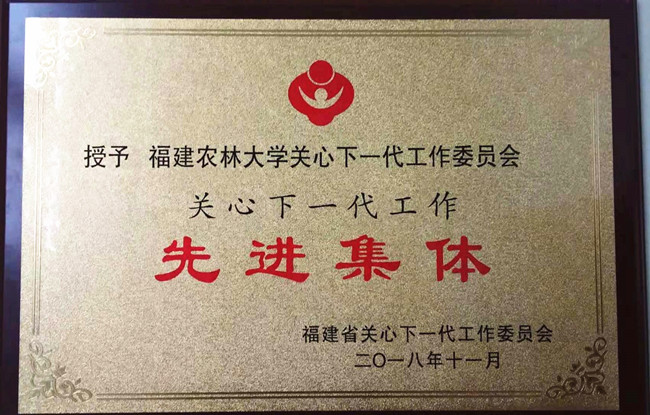 授予 福建农林大学关心下一代工作委员会
关心下一代工作
先进集体
福建省关心下一代工作委员会
二〇一八年十一月